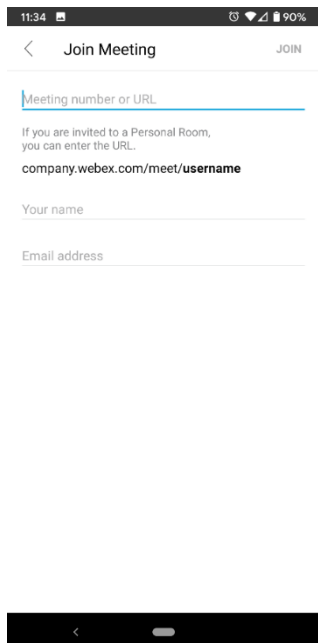 11:34 90%
Join Meeting JOIN
Meeting number or URL
If you are invited to a Personal Room,
you can enter the URL.
company.webex.com/meet/username
Your name
Email address